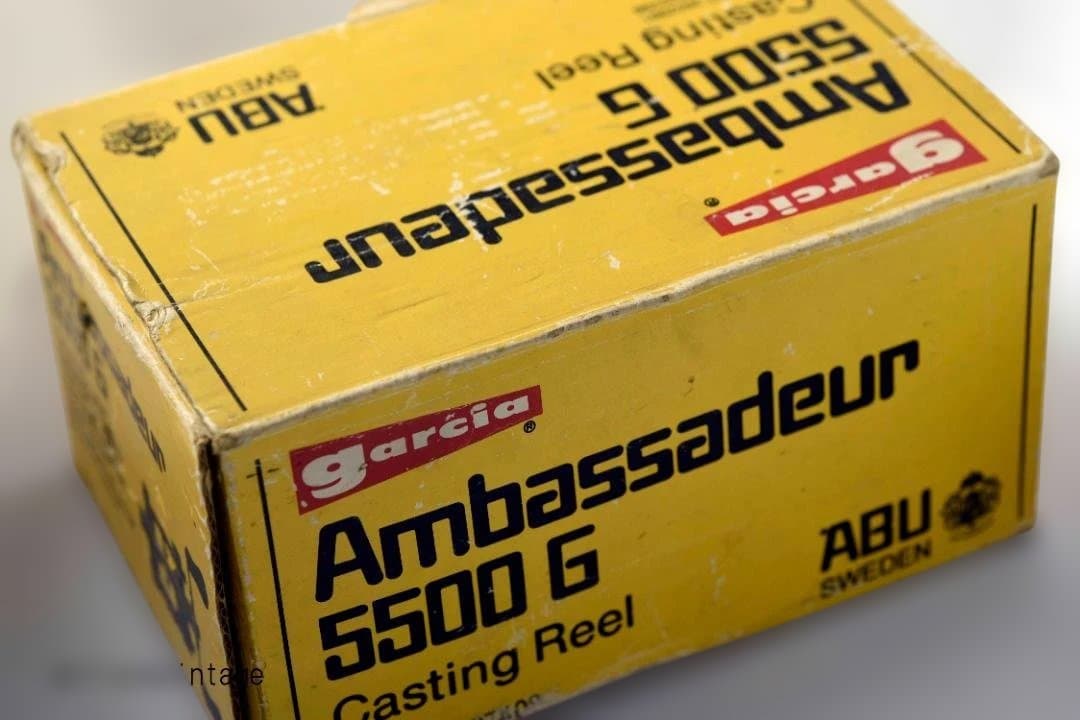 Casting Reel
5500 G
Ambassadeur
garcia
®
ABU
SWEDEN
garcia
®
Ambassadeur
5500 G
Casting Reel
ABU
SWEDEN